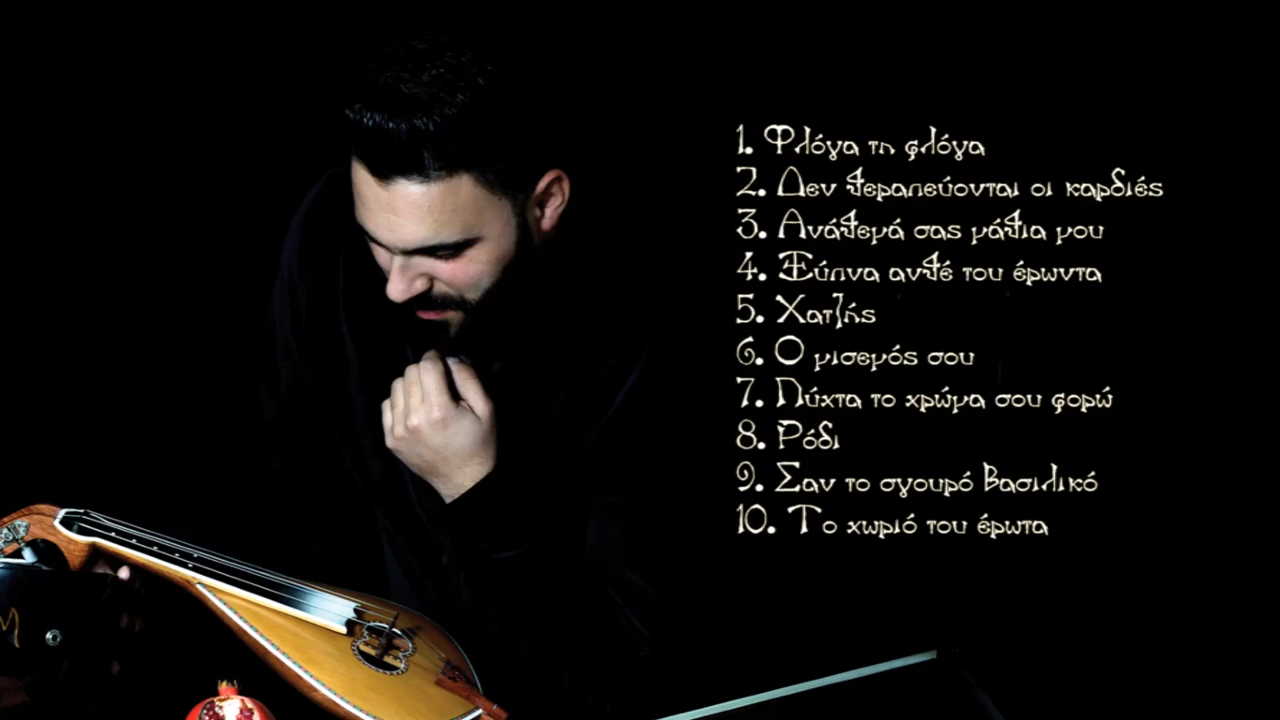 1. Φλόγα τη φλόγα
2. Δεν θεραπεύονται οι καρδιές
3. Ανάθεμά σας μάθια μου
4. Ξύπνα ανθέ του έρωντα
5. Χατζής
6. Ο μισεμός σου
7. Νύχτα το χρώμα σου φορώ
8. Ρόδι
9. Σαν το σγουρό βασιλικό
10. Το χωριό του έρωτα